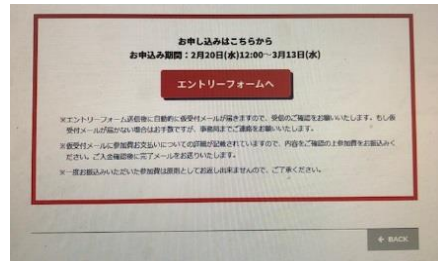 お申し込みはこちらから
お申込み期間：2月20日(水)12:00～3月13日(水)
エントリーフォームへ
※エントリーフォーム送信後に自動的に仮受付メールが届きますので、受信のご確認をお願いいたします。もし仮
受付メールが届かない場合はお手数ですが、事務局までご連絡をお願いいたします。
※仮受付メールに参加費お支払いについての詳細が記載されていますので、内容をご確認の上参加費をお振込みく
ださい。ご入金確認後に完了メールをお送りいたします。
※一度お振込みいただいた参加費は原則としてお返し出来ませんので、ご了承ください。
← BACK